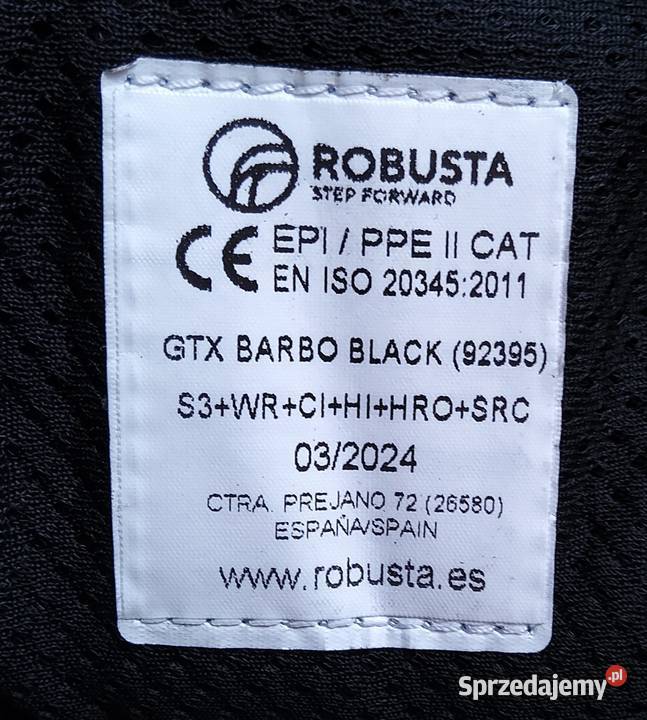 ROBUSTA
STEP FORWARD
CE EPI / PPE II CAT
EN ISO 20345:2011
GTX BARBO BLACK (92395)
S3+WR+CI+HI+HRO+SRC
03/2024
CTRA. PREJANO 72 (26580)
ESPAÑA/SPAIN
www.robusta.es
Sprzedajemy.pl